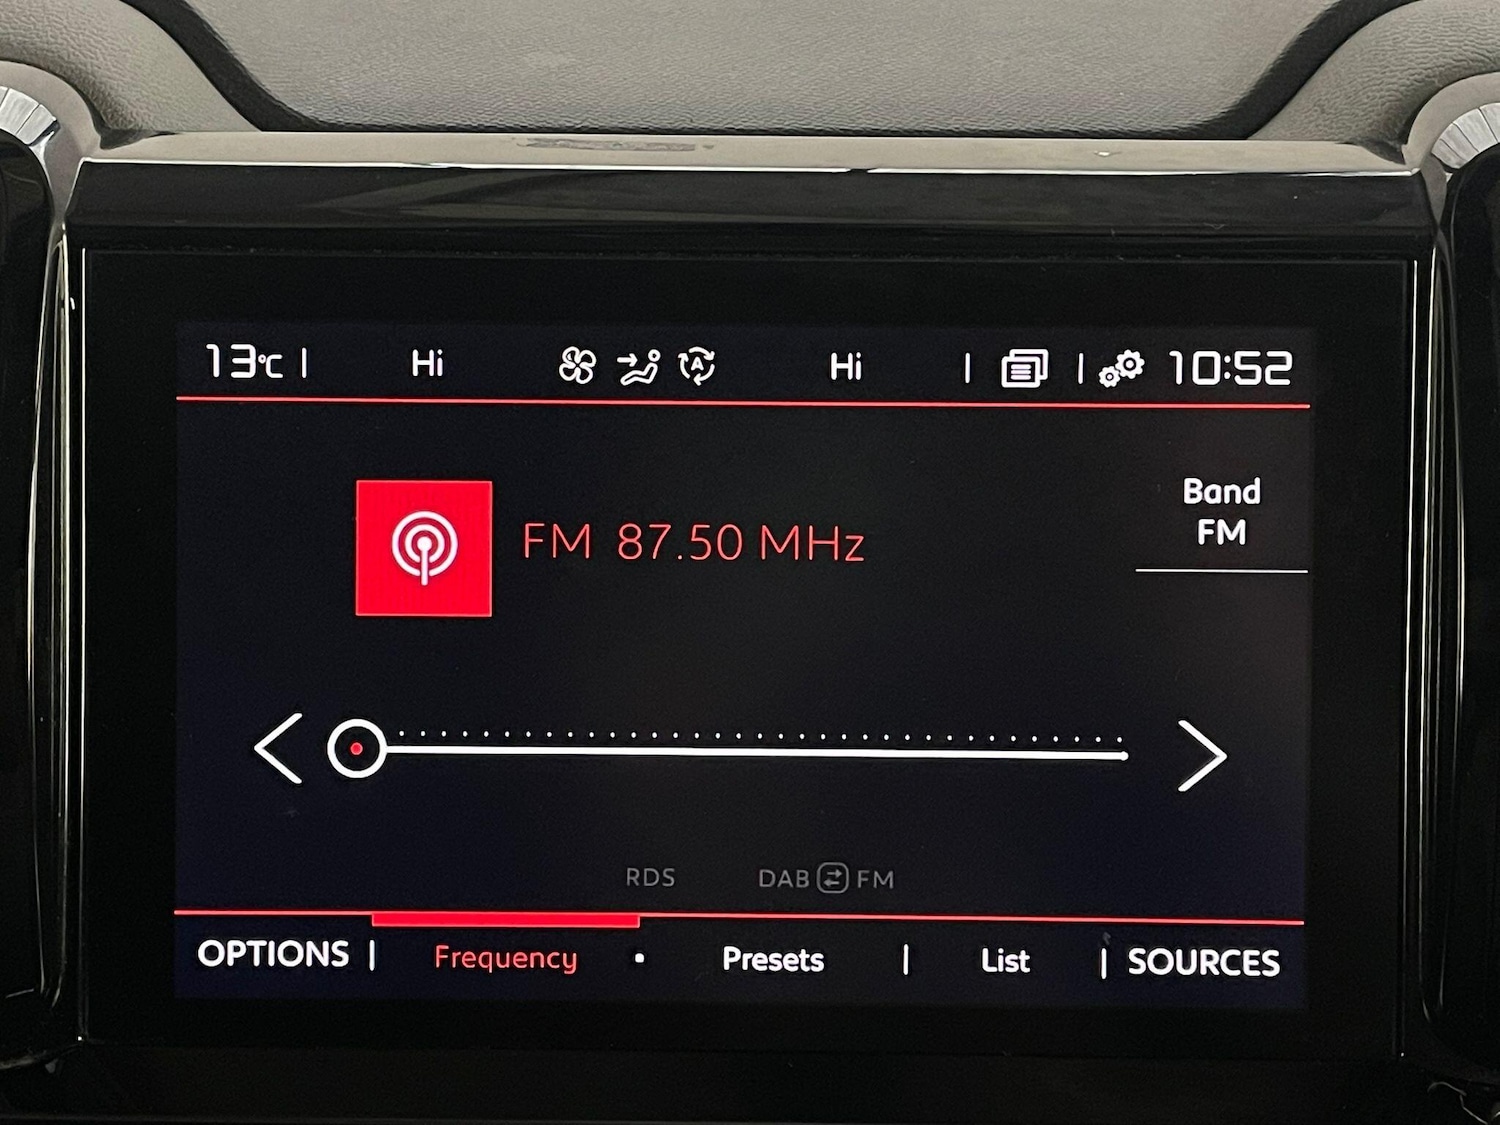 13°C | Hi A Hi | | 10:52
Band
FM
FM 87.50 MHz
RDS DAB FM
OPTIONS | Frequency • Presets | List | SOURCES